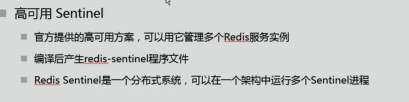 高可用 Sentinel
官方提供的高可用方案，可以用它管理多个Redis服务实例
编译后产生redis-sentinel程序文件
Redis Sentinel是一个分布式系统，可以在一个架构中运行多个Sentinel进程